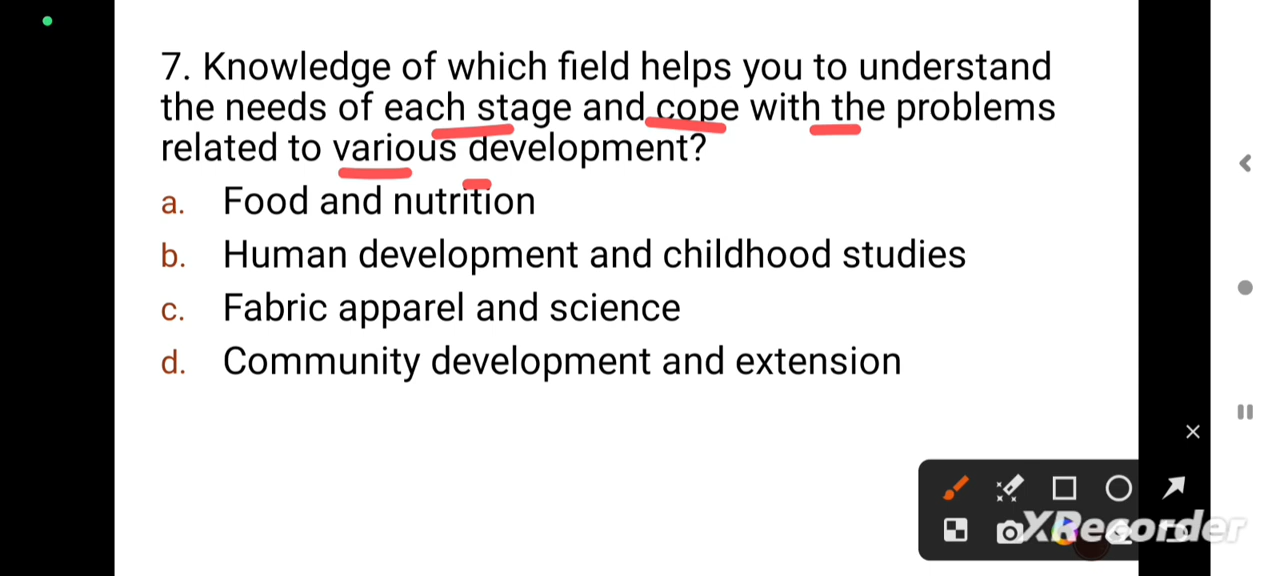 7. Knowledge of which field helps you to understand
the needs of each stage and cope with the problems
related to various development?
a. Food and nutrition
b. Human development and childhood studies
c. Fabric apparel and science
d. Community development and extension
XRecorder